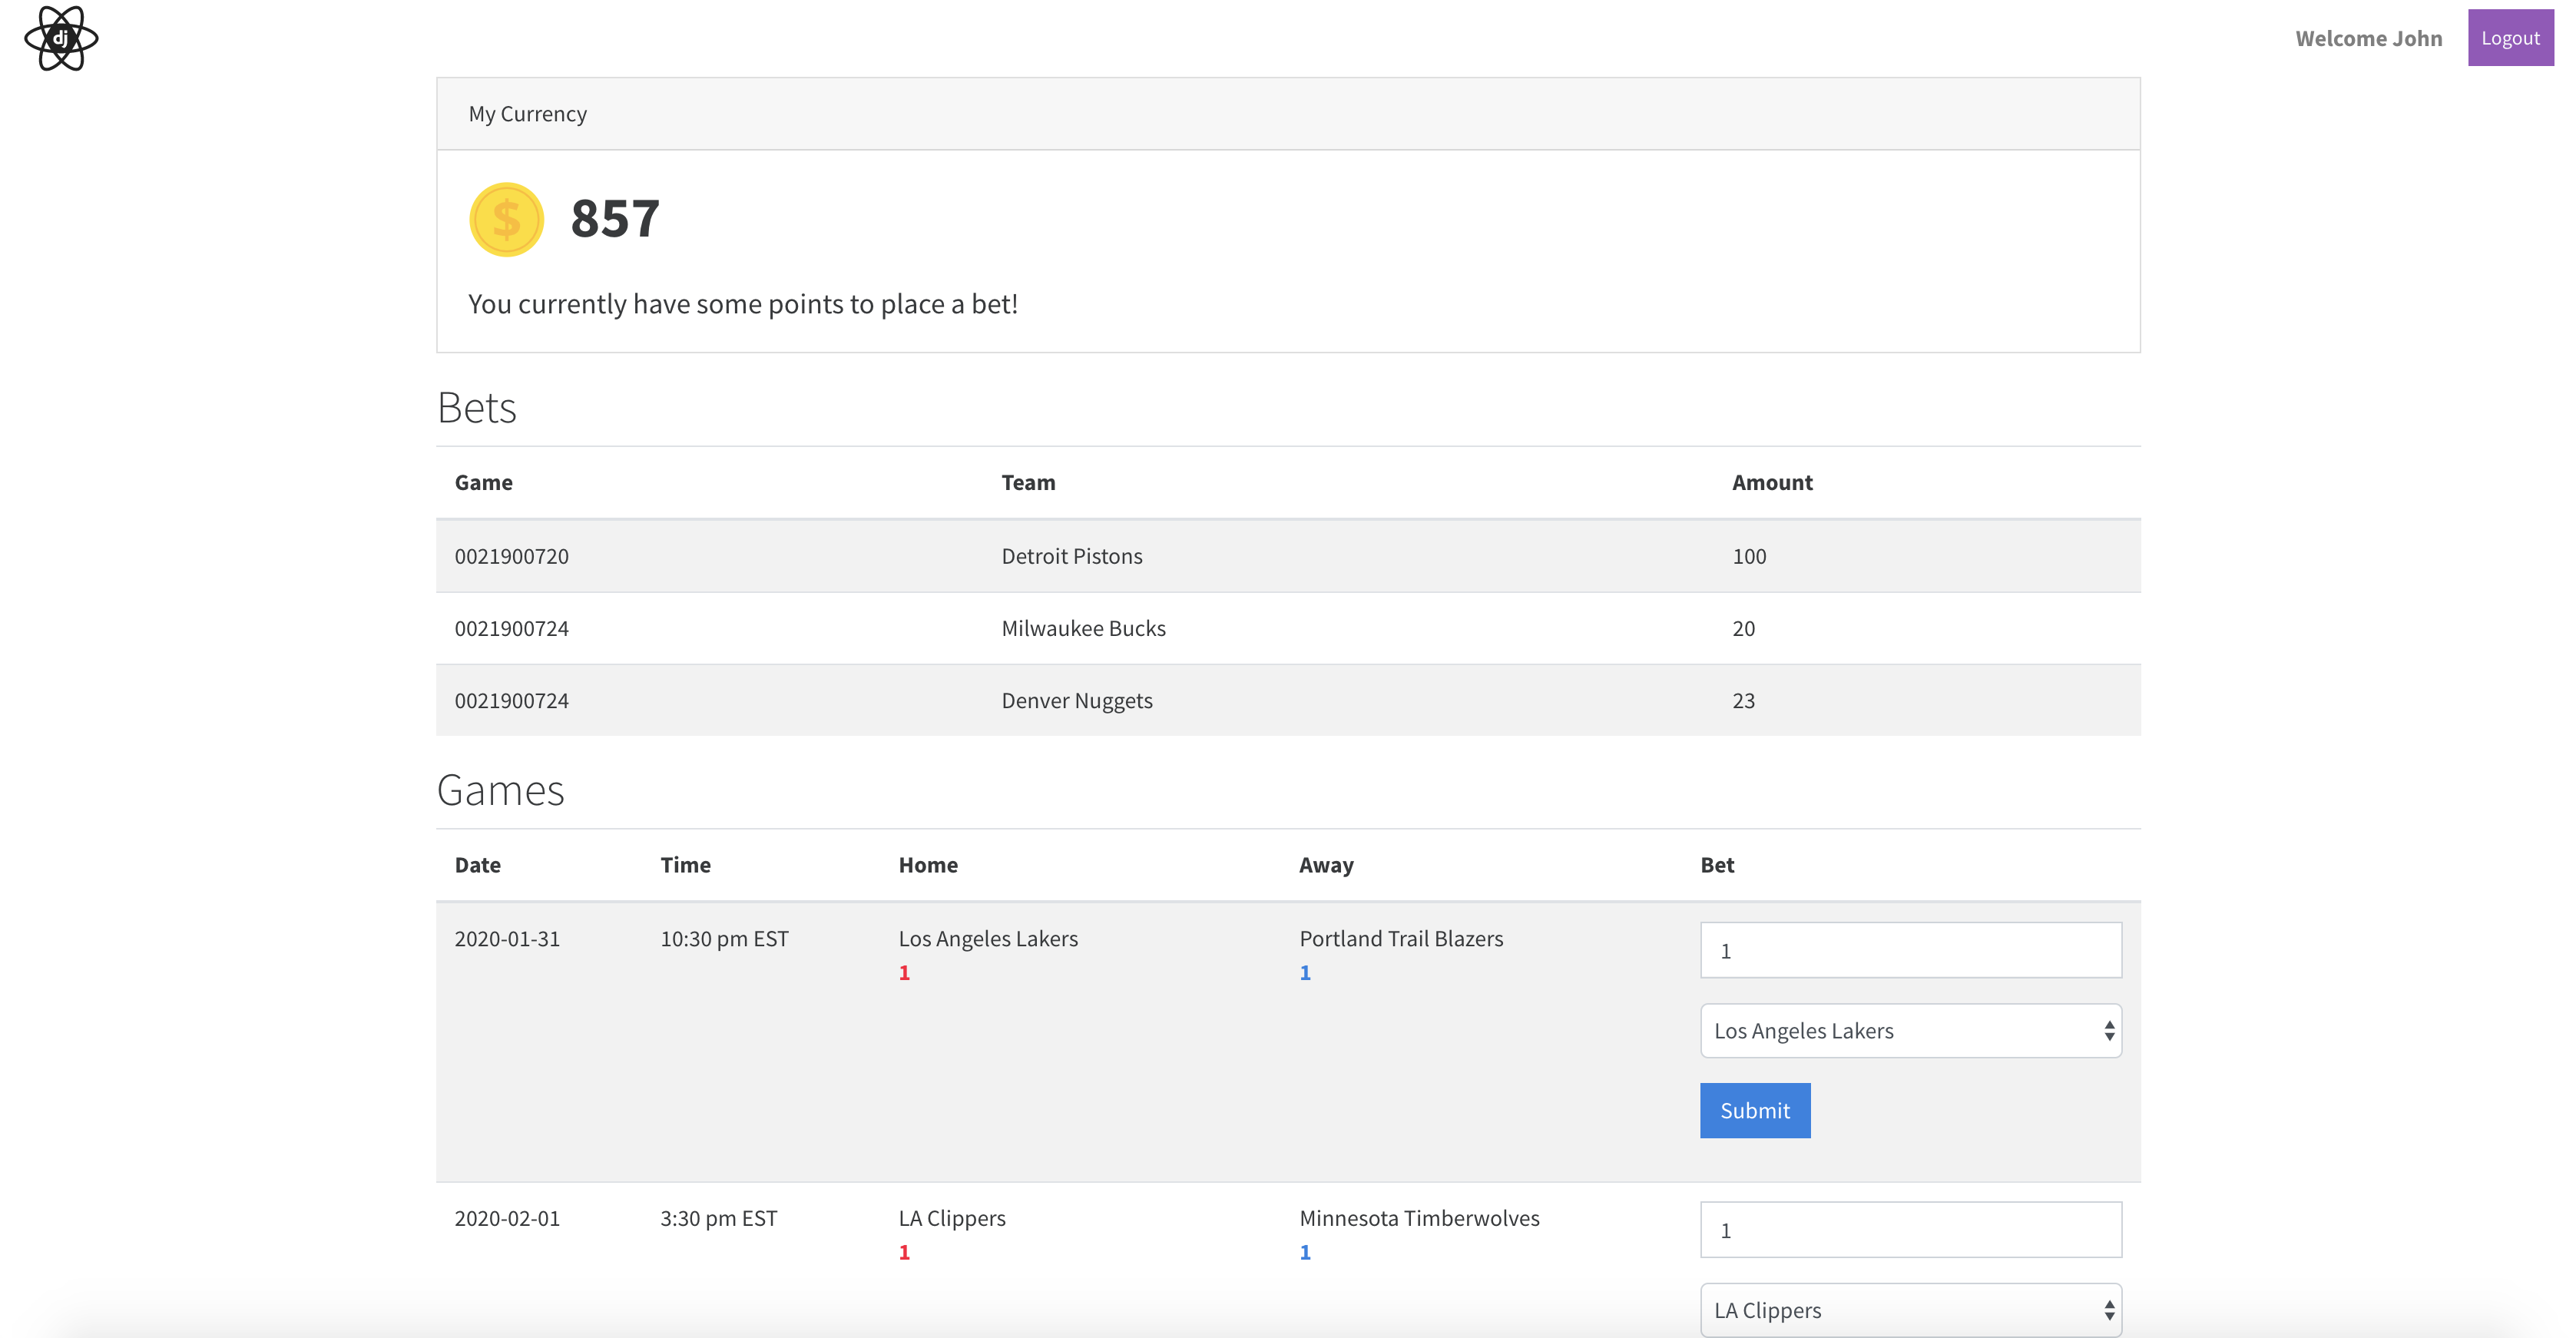 dj
Welcome John
Logout
My Currency
$ 857
You currently have some points to place a bet!
Bets
Game Team Amount
0021900720 Detroit Pistons 100
0021900724 Milwaukee Bucks 20
0021900724 Denver Nuggets 23
Games
Date Time Home Away Bet
2020-01-31 10:30 pm EST Los Angeles Lakers Portland Trail Blazers 1
1 1
Los Angeles Lakers
Submit
2020-02-01 3:30 pm EST LA Clippers Minnesota Timberwolves 1
1 1
LA Clippers